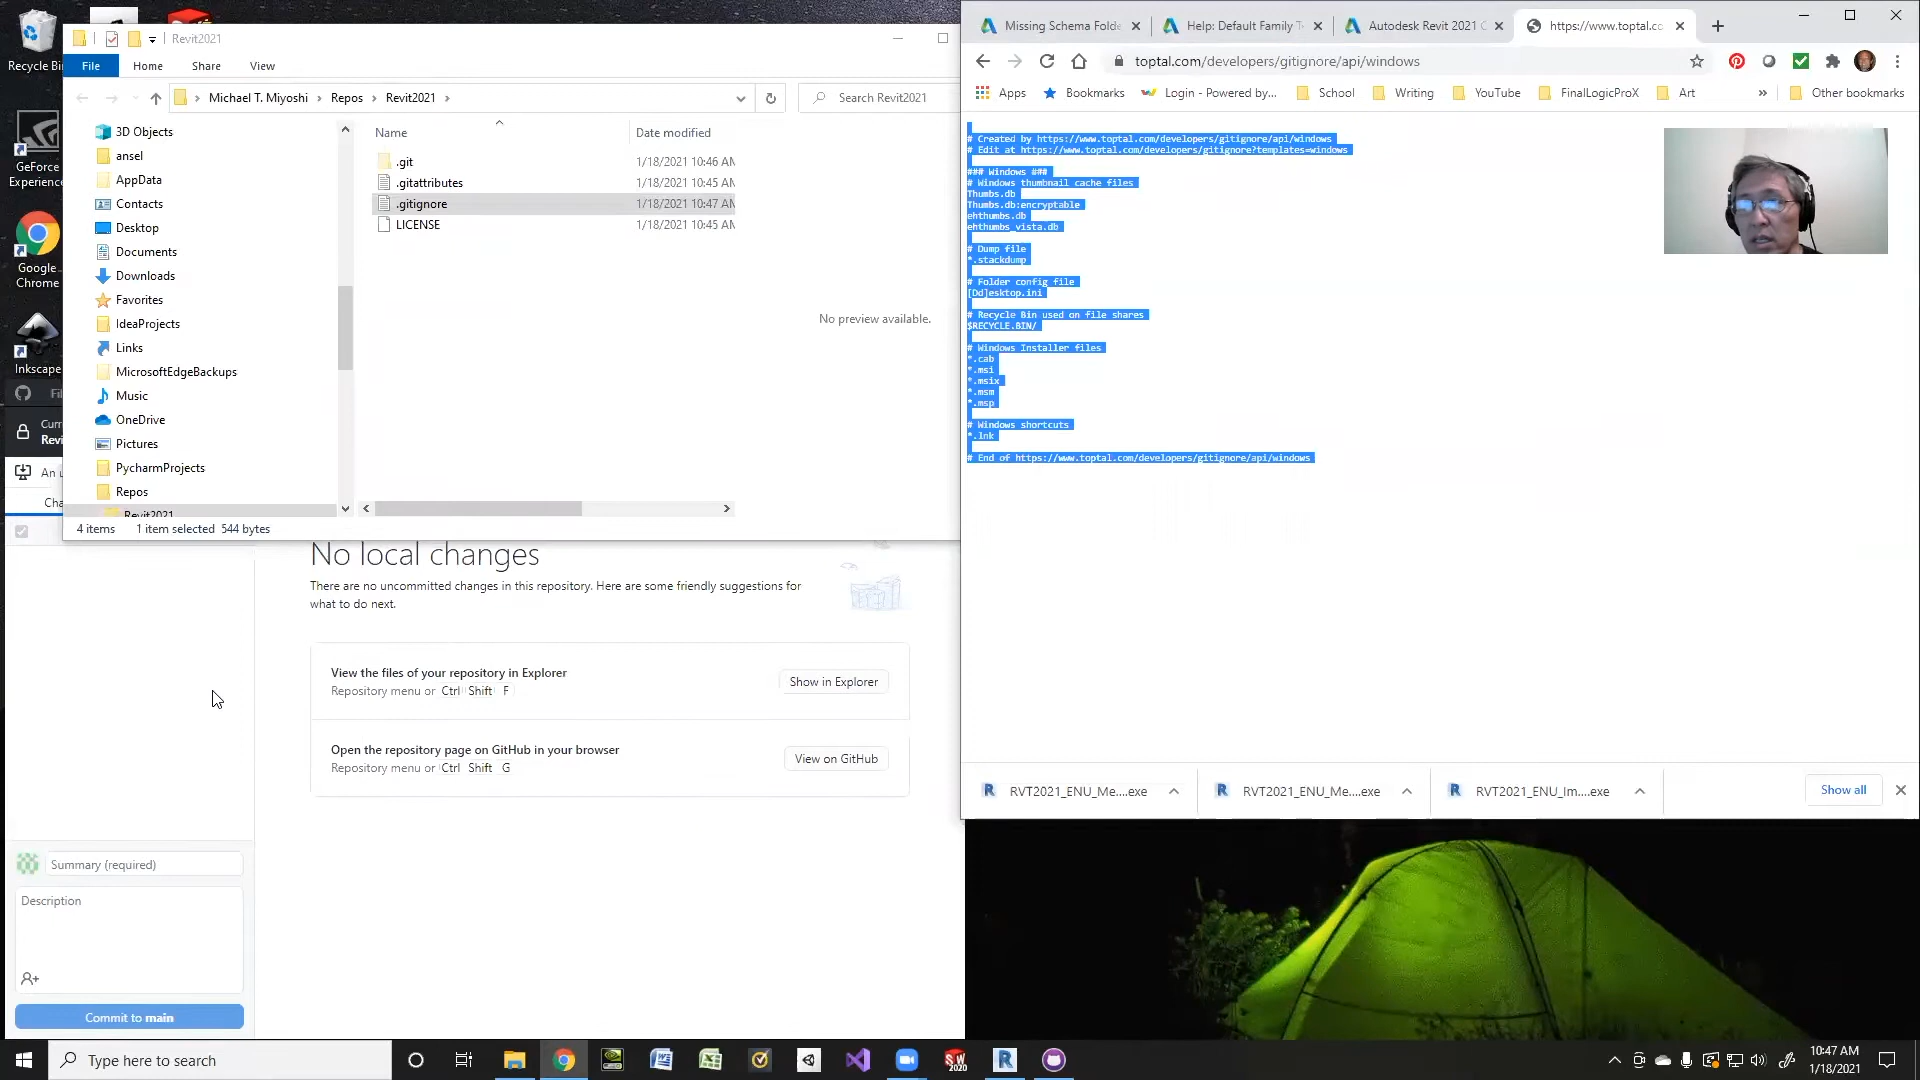 Recycle Bi
GeForce
Experience
Google
Chrome
Inkscape
Revit2021
File
Home
Share
View
Michael T. Miyoshi
Repos
Revit2021
Search Revit2021
3D Objects
ansel
AppData
Contacts
Desktop
Documents
Downloads
Favorites
IdeaProjects
Links
MicrosoftEdgeBackups
Music
OneDrive
Pictures
PycharmProjects
Repos
Revit2021
Name
Date modified
.git
1/18/2021 10:46 AM
.gitattributes
1/18/2021 10:45 AM
.gitignore
1/18/2021 10:47 AM
LICENSE
1/18/2021 10:45 AM
No preview available.
4 items
1 item selected 544 bytes
Fil
Curr
Revi
An u
Cha
No local changes
There are no uncommitted changes in this repository. Here are some friendly suggestions for
what to do next.
View the files of your repository in Explorer
Repository menu or Ctrl Shift F
Show in Explorer
Open the repository page on GitHub in your browser
Repository menu or Ctrl Shift G
View on GitHub
Summary (required)
Description
Commit to main
Missing Schema Folde
Help: Default Family T
Autodesk Revit 2021 C
https://www.toptal.co
toptal.com/developers/gitignore/api/windows
Apps
Bookmarks
Login - Powered by...
School
Writing
YouTube
FinalLogicProX
Art
»
Other bookmarks
# Created by https://www.toptal.com/developers/gitignore/api/windows
# Edit at https://www.toptal.com/developers/gitignore?templates=windows
### Windows ###
# Windows thumbnail cache files
Thumbs.db
Thumbs.db:encryptable
ehthumbs.db
ehthumbs_vista.db
# Dump file
*.stackdump
# Folder config file
[Dd]esktop.ini
# Recycle Bin used on file shares
$RECYCLE.BIN/
# Windows Installer files
*.cab
*.msi
*.msix
*.msm
*.msp
# Windows shortcuts
*.lnk
# End of https://www.toptal.com/developers/gitignore/api/windows
RVT2021_ENU_Me....exe
RVT2021_ENU_Me....exe
RVT2021_ENU_Im....exe
Show all
Type here to search
SW
2020
R
10:47 AM
1/18/2021